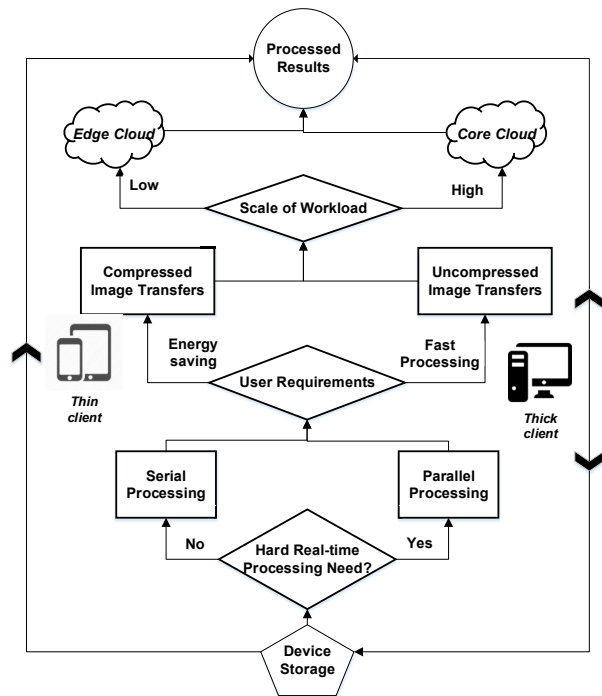 Processed
Results
Edge Cloud
Core Cloud
Low
High
Scale of Workload
Compressed
Image Transfers
Uncompressed
Image Transfers
Energy
saving
Fast
Processing
User Requirements
Thin
client
Thick
client
Serial
Processing
Parallel
Processing
No
Yes
Hard Real-time
Processing Need?
Device
Storage